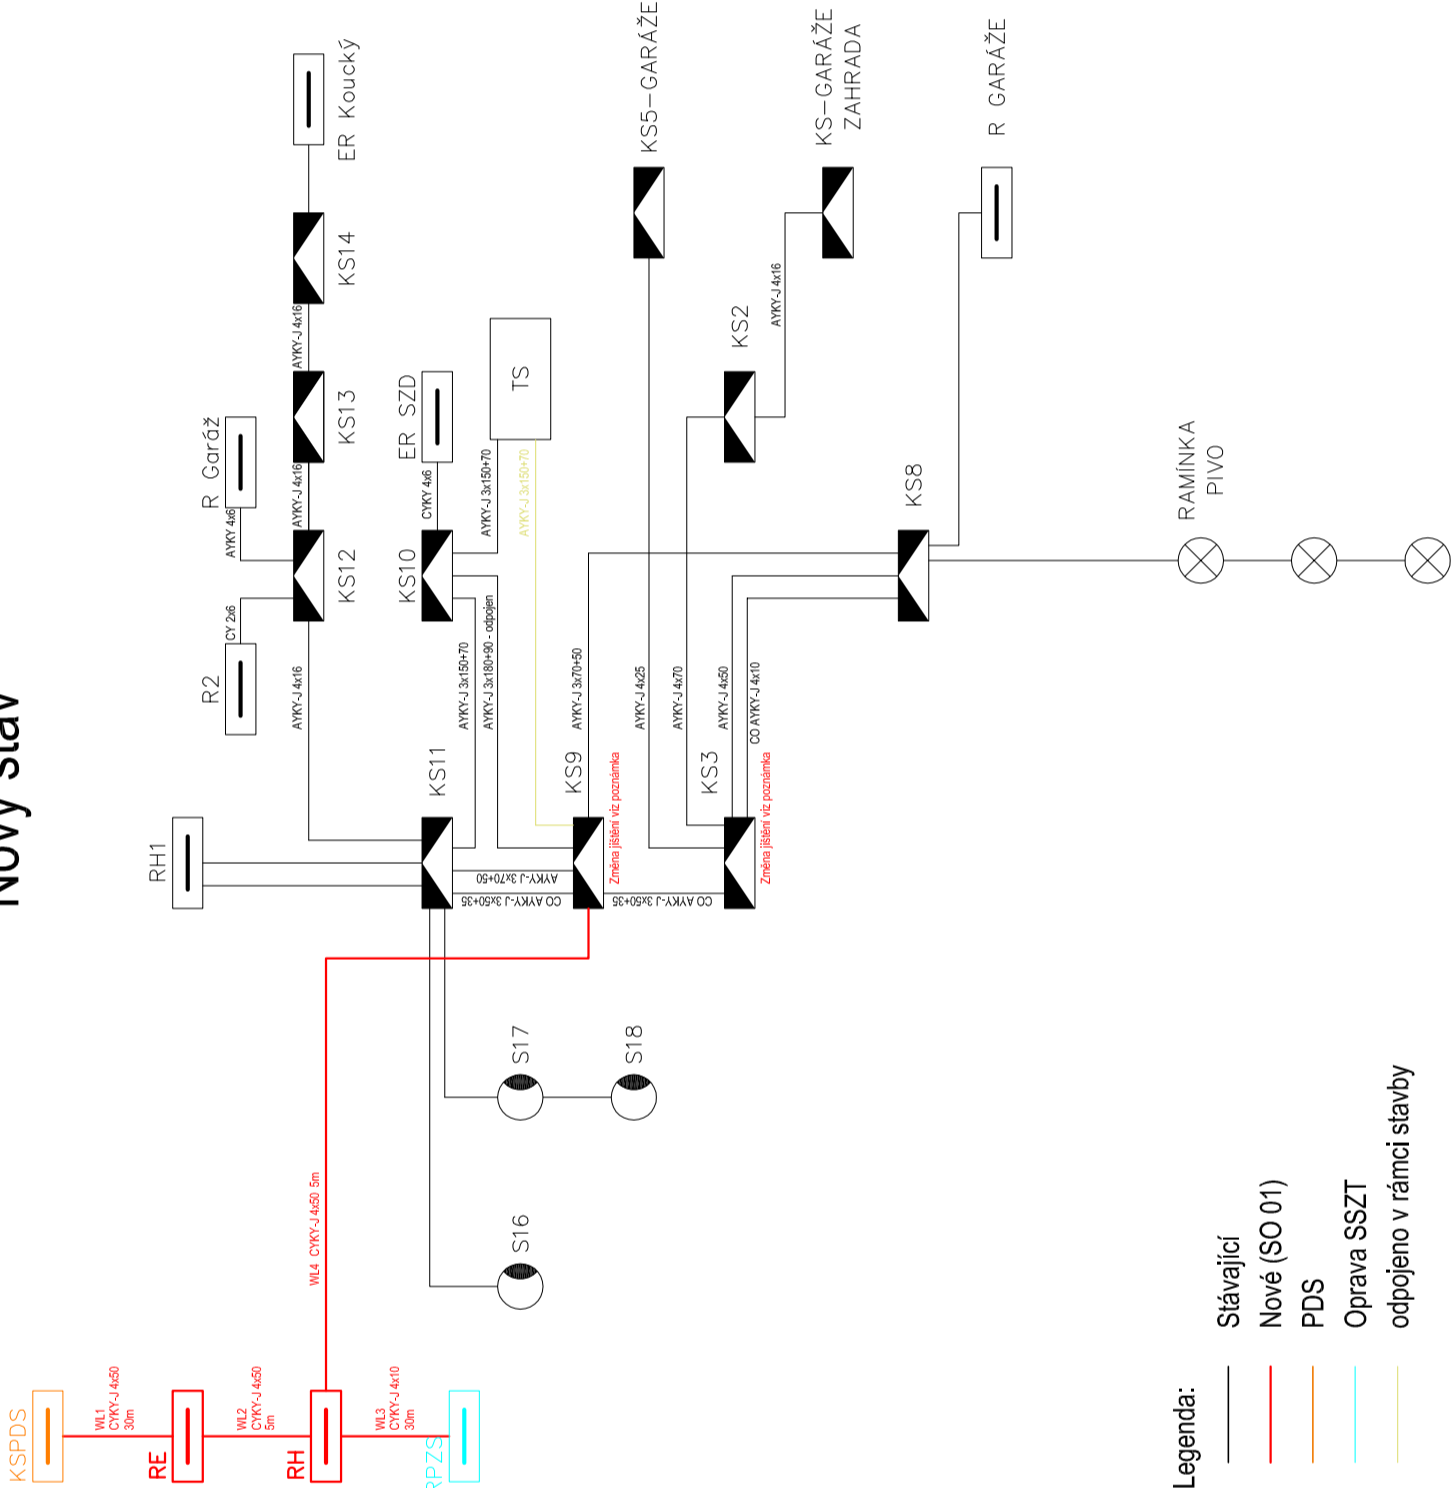 Nový stav
KSPDS
WL1
CYKY-J 4x50
30m
RE
WL2
CYKY-J 4x50
5m
RH
WL3
CYKY-J 4x10
30m
RPZS
WL4 CYKY-J 4x50 5m
S16
S17
S18
RH1
KS11
AYKY-J 4x16
R2
CY 2x6
R Garáž
AYKY 4x6
KS12
AYKY-J 4x16
KS13
AYKY-J 4x16
KS14
ER Koucký
KS10
CYKY 4x6
ER SZD
AYKY-J 3x150+70
AYKY-J 3x150+70
TS
AYKY-J 3x150+70
AYKY-J 3x180+90 - odpojen
AYKY-J 3x70+50
CO AYKY-J 3x50+35
KS9
Změna jištění viz poznámka
AYKY-J 3x70+50
CO AYKY-J 3x50+35
KS3
Změna jištění viz poznámka
AYKY-J 4x25
AYKY-J 4x70
AYKY-J 4x50
CO AYKY-J 4x10
KS5-GARÁŽE
KS2
AYKY-J 4x16
KS-GARÁŽE
ZAHRADA
KS8
R GARÁŽE
RAMÍNKA
PIVO
Legenda:
Stávající
Nové (SO 01)
PDS
Oprava SSZT
odpojeno v rámci stavby